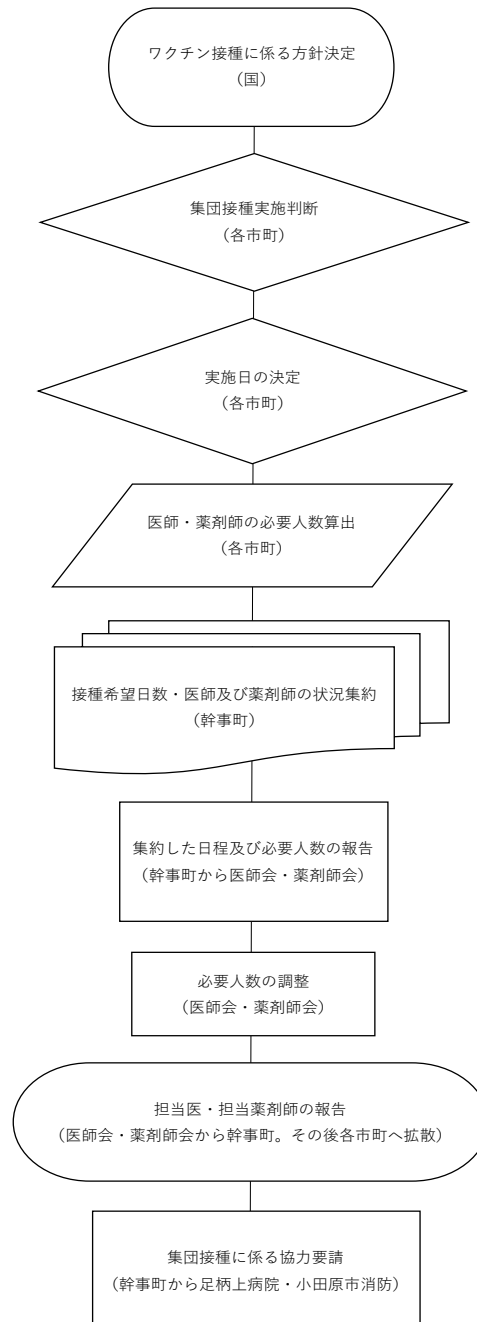 ワクチン接種に係る方針決定
（国）
集団接種実施判断
（各市町）
実施日の決定
（各市町）
医師・薬剤師の必要人数算出
（各市町）
接種希望日数・医師及び薬剤師の状況集約
（幹事町）
集約した日程及び必要人数の報告
（幹事町から医師会・薬剤師会）
必要人数の調整
（医師会・薬剤師会）
担当医・担当薬剤師の報告
（医師会・薬剤師会から幹事町。その後各市町へ拡散）
集団接種に係る協力要請
（幹事町から足柄上病院・小田原市消防）